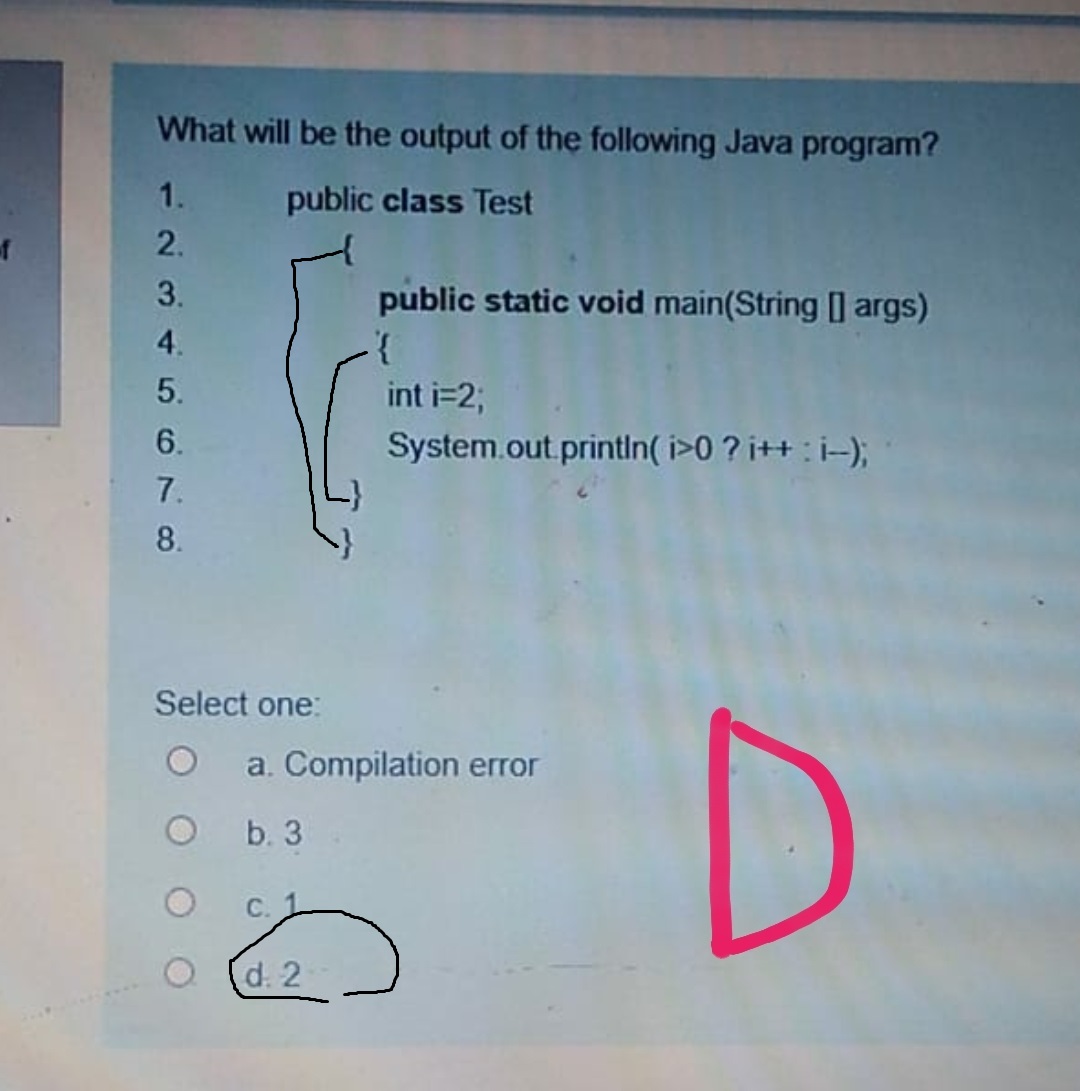 What will be the output of the following Java program?
1. public class Test
2. {
f
3. public static void main(String [] args)
4. {
5. int i=2;
6. System.out.println( i>0 ? i++ : i--);
7. }
8. }
Select one:
a. Compilation error
b. 3
c. 1
d. 2
D